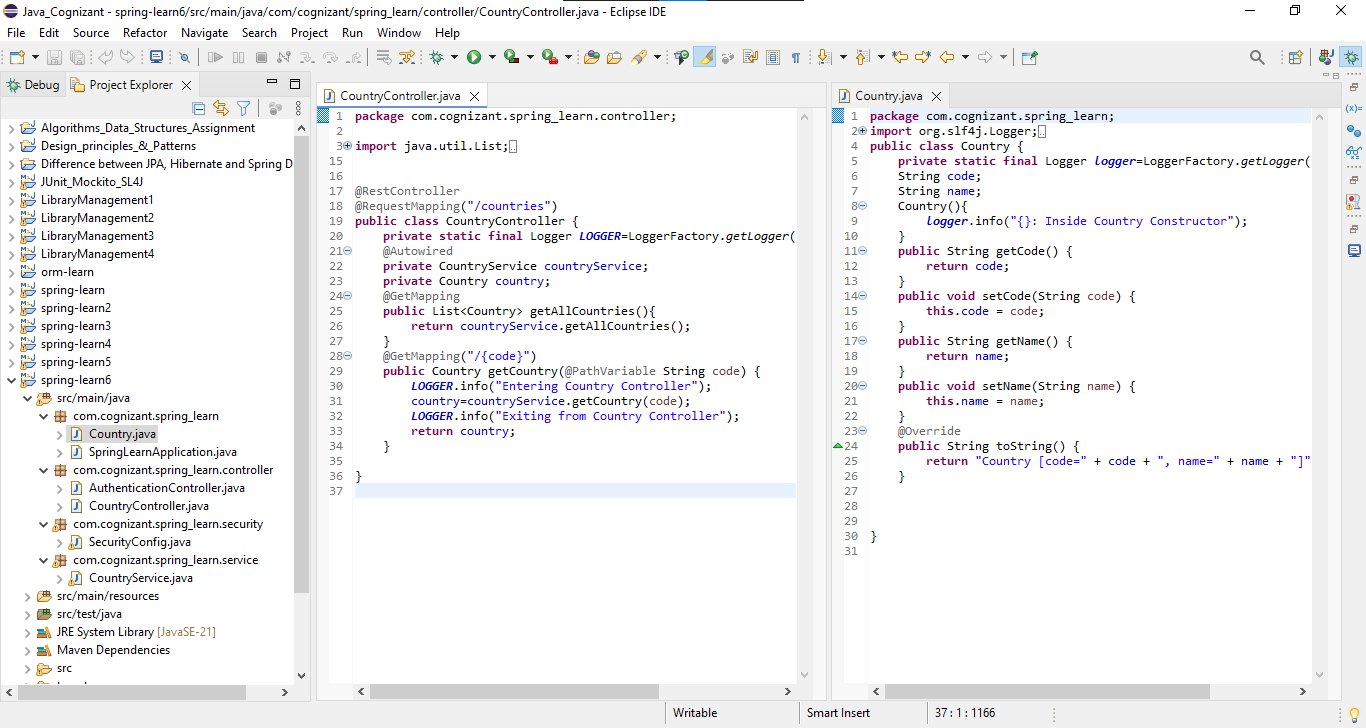 Java_Cognizant - spring-learn6/src/main/java/com/cognizant/spring_learn/controller/CountryController.java - Eclipse IDE
File Edit Source Refactor Navigate Search Project Run Window Help
Debug Project Explorer
Algorithms_Data_Structures_Assignment
Design_principles_&_Patterns
Difference between JPA, Hibernate and Spring D
JUnit_Mockito_SL4J
LibraryManagement1
LibraryManagement2
LibraryManagement3
LibraryManagement4
orm-learn
spring-learn
spring-learn2
spring-learn3
spring-learn4
spring-learn5
spring-learn6
src/main/java
com.cognizant.spring_learn
Country.java
SpringLearnApplication.java
com.cognizant.spring_learn.controller
AuthenticationController.java
CountryController.java
com.cognizant.spring_learn.security
SecurityConfig.java
com.cognizant.spring_learn.service
CountryService.java
src/main/resources
src/test/java
JRE System Library [JavaSE-21]
Maven Dependencies
src
CountryController.java
1 package com.cognizant.spring_learn.controller;
2
3 import java.util.List;
15
16
17 @RestController
18 @RequestMapping("/countries")
19 public class CountryController {
20 private static final Logger LOGGER=LoggerFactory.getLogger(
21 @Autowired
22 private CountryService countryService;
23 private Country country;
24 @GetMapping
25 public List<Country> getAllCountries(){
26 return countryService.getAllCountries();
27 }
28 @GetMapping("/{code}")
29 public Country getCountry(@PathVariable String code) {
30 LOGGER.info("Entering Country Controller");
31 country=countryService.getCountry(code);
32 LOGGER.info("Exiting from Country Controller");
33 return country;
34 }
35
36 }
37
Country.java
1 package com.cognizant.spring_learn;
2 import org.slf4j.Logger;
4 public class Country {
5 private static final Logger logger=LoggerFactory.getLogger(
6 String code;
7 String name;
8 Country(){
9 logger.info("{}: Inside Country Constructor");
10 }
11 public String getCode() {
12 return code;
13 }
14 public void setCode(String code) {
15 this.code = code;
16 }
17 public String getName() {
18 return name;
19 }
20 public void setName(String name) {
21 this.name = name;
22 }
23 @Override
24 public String toString() {
25 return "Country [code=" + code + ", name=" + name + "]"
26 }
27
28
29
30 }
31
Writable Smart Insert 37 : 1 : 1166